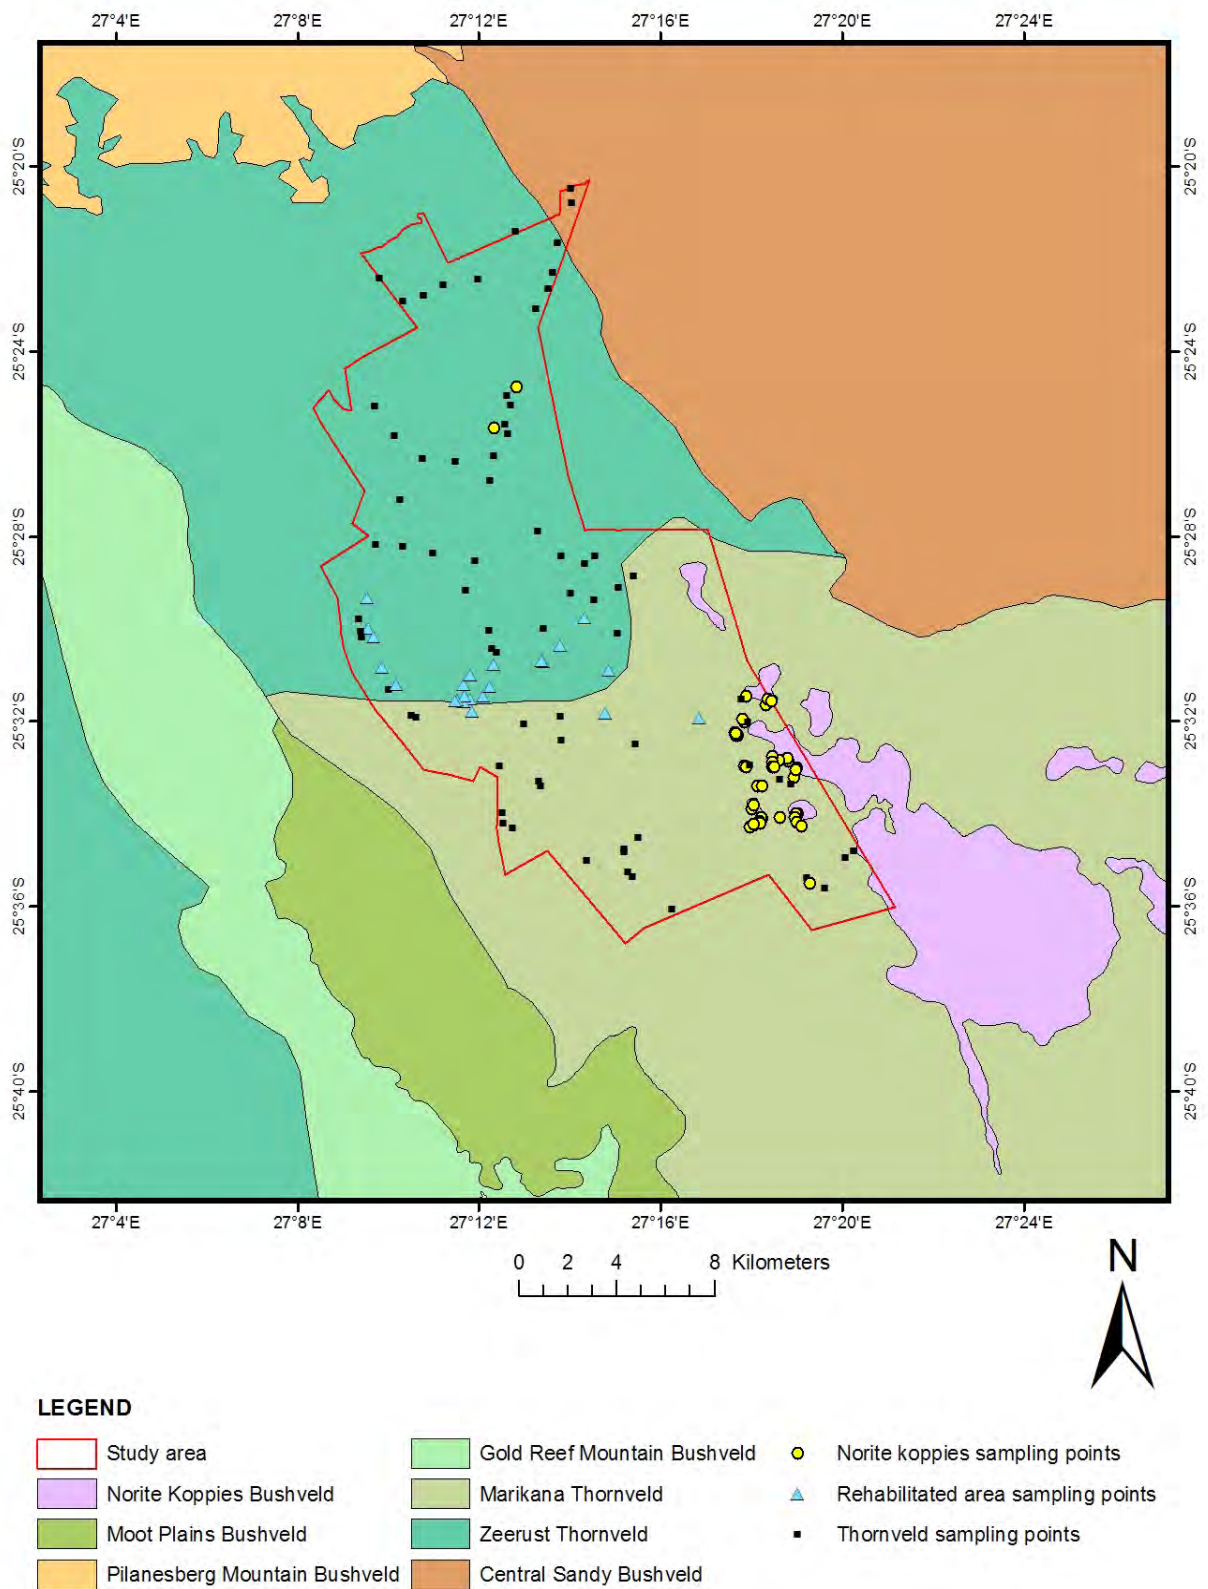 27°4'E 27°8'E 27°12'E 27°16'E 27°20'E 27°24'E
25°20'S 25°20'S
25°24'S 25°24'S
25°28'S 25°28'S
25°32'S 25°32'S
25°36'S 25°36'S
25°40'S 25°40'S
27°4'E 27°8'E 27°12'E 27°16'E 27°20'E 27°24'E
0 2 4 8 Kilometers
N
LEGEND
Study area
Norite Koppies Bushveld
Moot Plains Bushveld
Pilanesberg Mountain Bushveld
Gold Reef Mountain Bushveld
Marikana Thornveld
Zeerust Thornveld
Central Sandy Bushveld
Norite koppies sampling points
Rehabilitated area sampling points
Thornveld sampling points